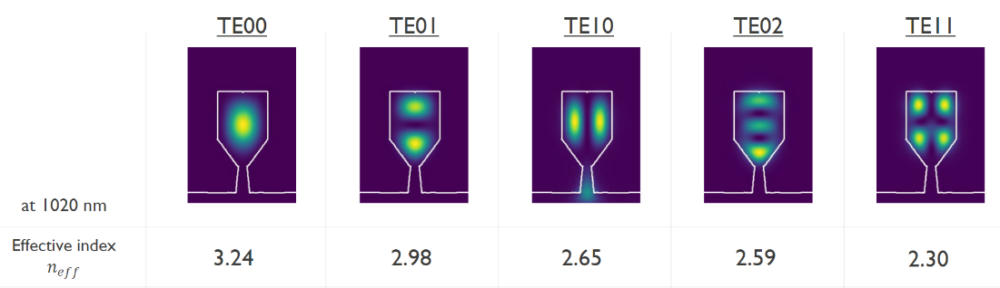 TE00 TE01 TE10 TE02 TE11
at 1020 nm
Effective index 3.24 2.98 2.65 2.59 2.30
n_eff